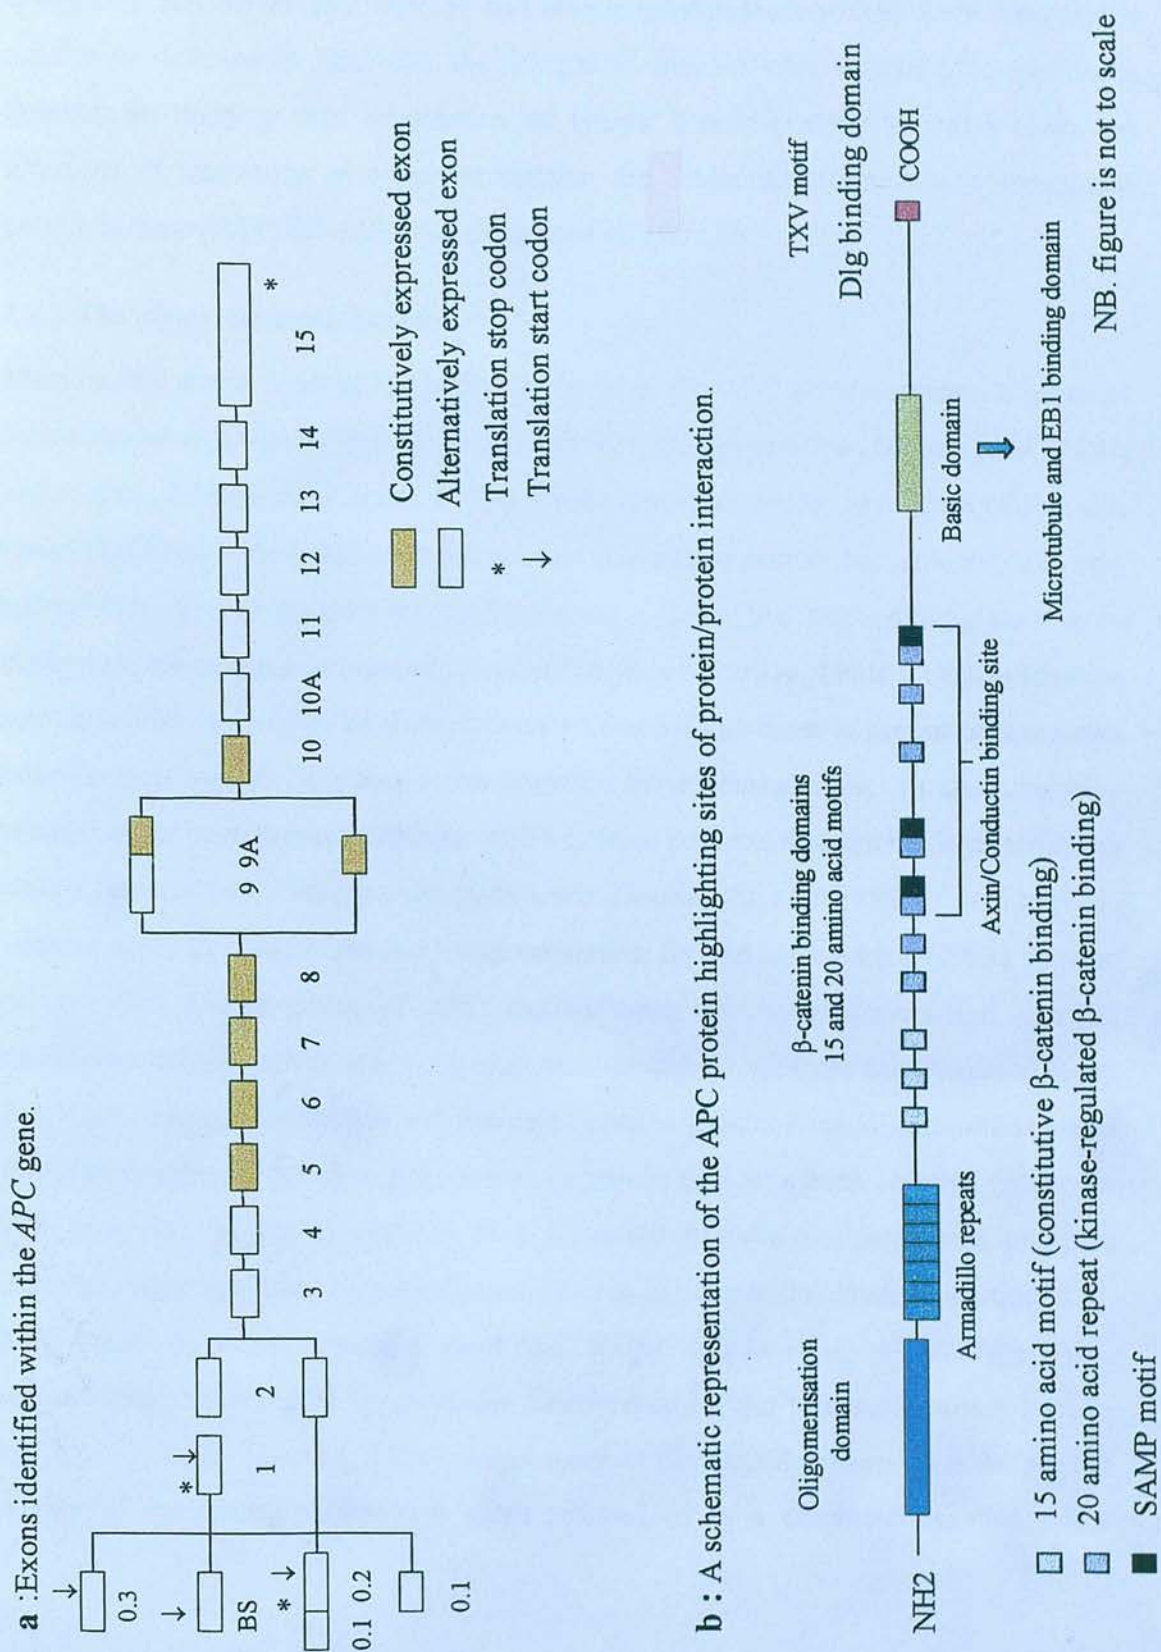 a :Exons identified within the APC gene.
0.3
BS
0.1 0.2
0.1
*
1
2
*
3
4
5
6
7
8
9 9A
10
10A
11
12
13
14
15
*
Constitutively expressed exon
Alternatively expressed exon
* Translation stop codon
↓ Translation start codon
b : A schematic representation of the APC protein highlighting sites of protein/protein interaction.
Oligomerisation
domain
β-catenin binding domains
15 and 20 amino acid motifs
TXV motif
Dlg binding domain
NH2
COOH
Armadillo repeats
Axin/Conductin binding site
Basic domain
Microtubule and EB1 binding domain
15 amino acid motif (constitutive β-catenin binding)
20 amino acid repeat (kinase-regulated β-catenin binding)
SAMP motif
NB. figure is not to scale